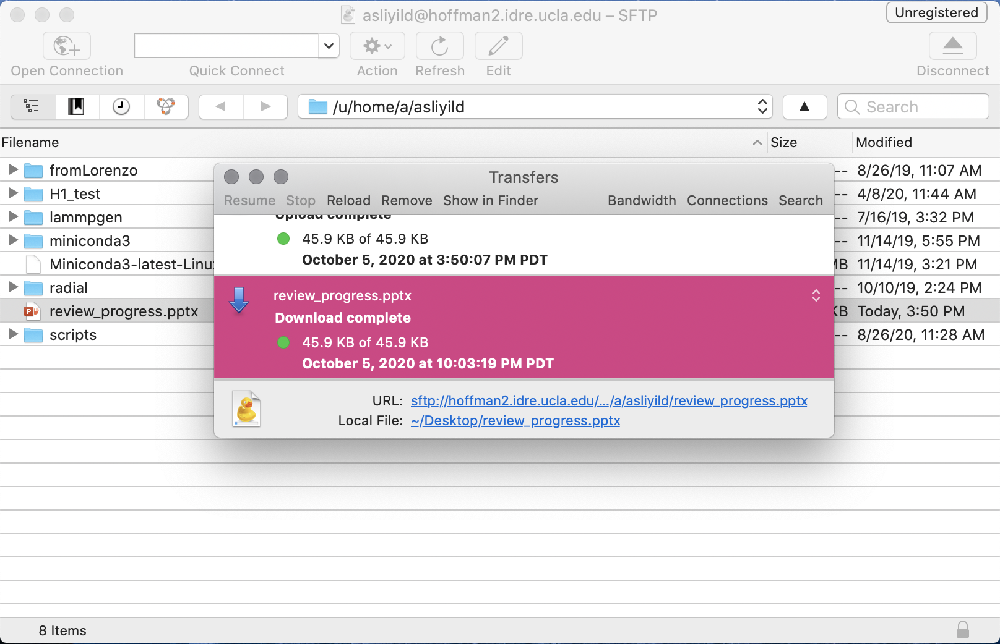 asliyild@hoffman2.idre.ucla.edu – SFTP
Unregistered
Open Connection
Quick Connect
Action
Refresh
Edit
Disconnect
/u/home/a/asliyild
Search
Filename Size Modified
fromLorenzo -- 8/26/19, 11:07 AM
H1_test -- 4/8/20, 11:44 AM
lammpgen -- 7/16/19, 3:32 PM
miniconda3 -- 11/14/19, 5:55 PM
Miniconda3-latest-Linu MB 11/14/19, 3:21 PM
radial -- 10/10/19, 2:24 PM
review_progress.pptx KB Today, 3:50 PM
scripts -- 8/26/20, 11:28 AM
Transfers
Resume Stop Reload Remove Show in Finder Bandwidth Connections Search
Upload complete
45.9 KB of 45.9 KB
October 5, 2020 at 3:50:07 PM PDT
review_progress.pptx
Download complete
45.9 KB of 45.9 KB
October 5, 2020 at 10:03:19 PM PDT
URL: sftp://hoffman2.idre.ucla.edu/.../a/asliyild/review_progress.pptx
Local File: ~/Desktop/review_progress.pptx
8 Items